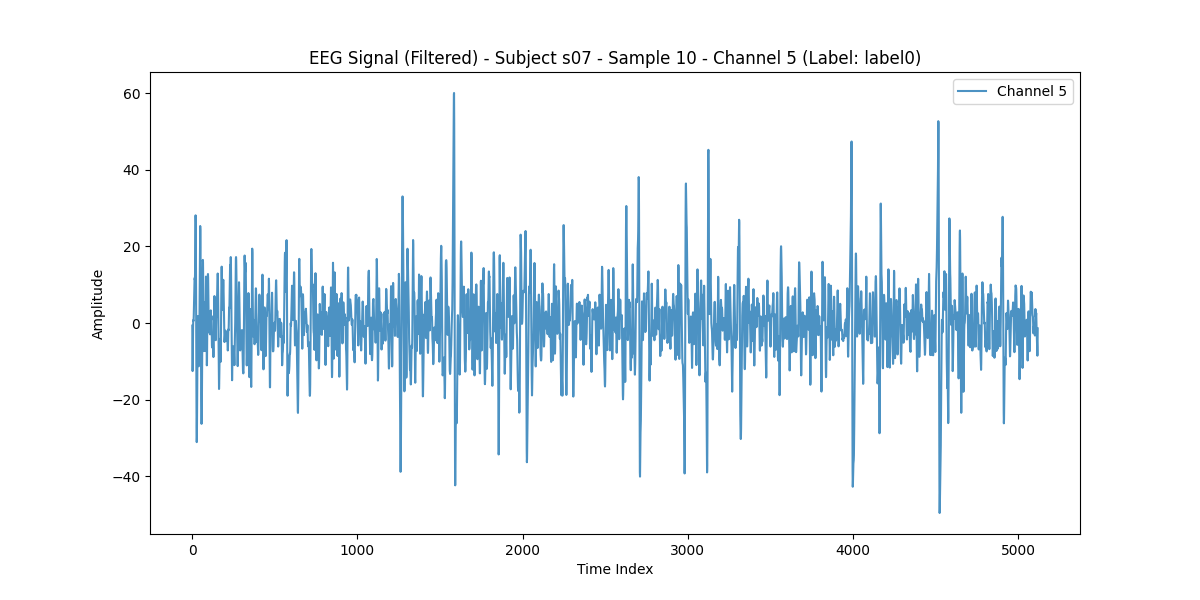 EEG Signal (Filtered) - Subject s07 - Sample 10 - Channel 5 (Label: label0)
Channel 5
60
40
20
0
−20
−40
Amplitude
0 1000 2000 3000 4000 5000
Time Index